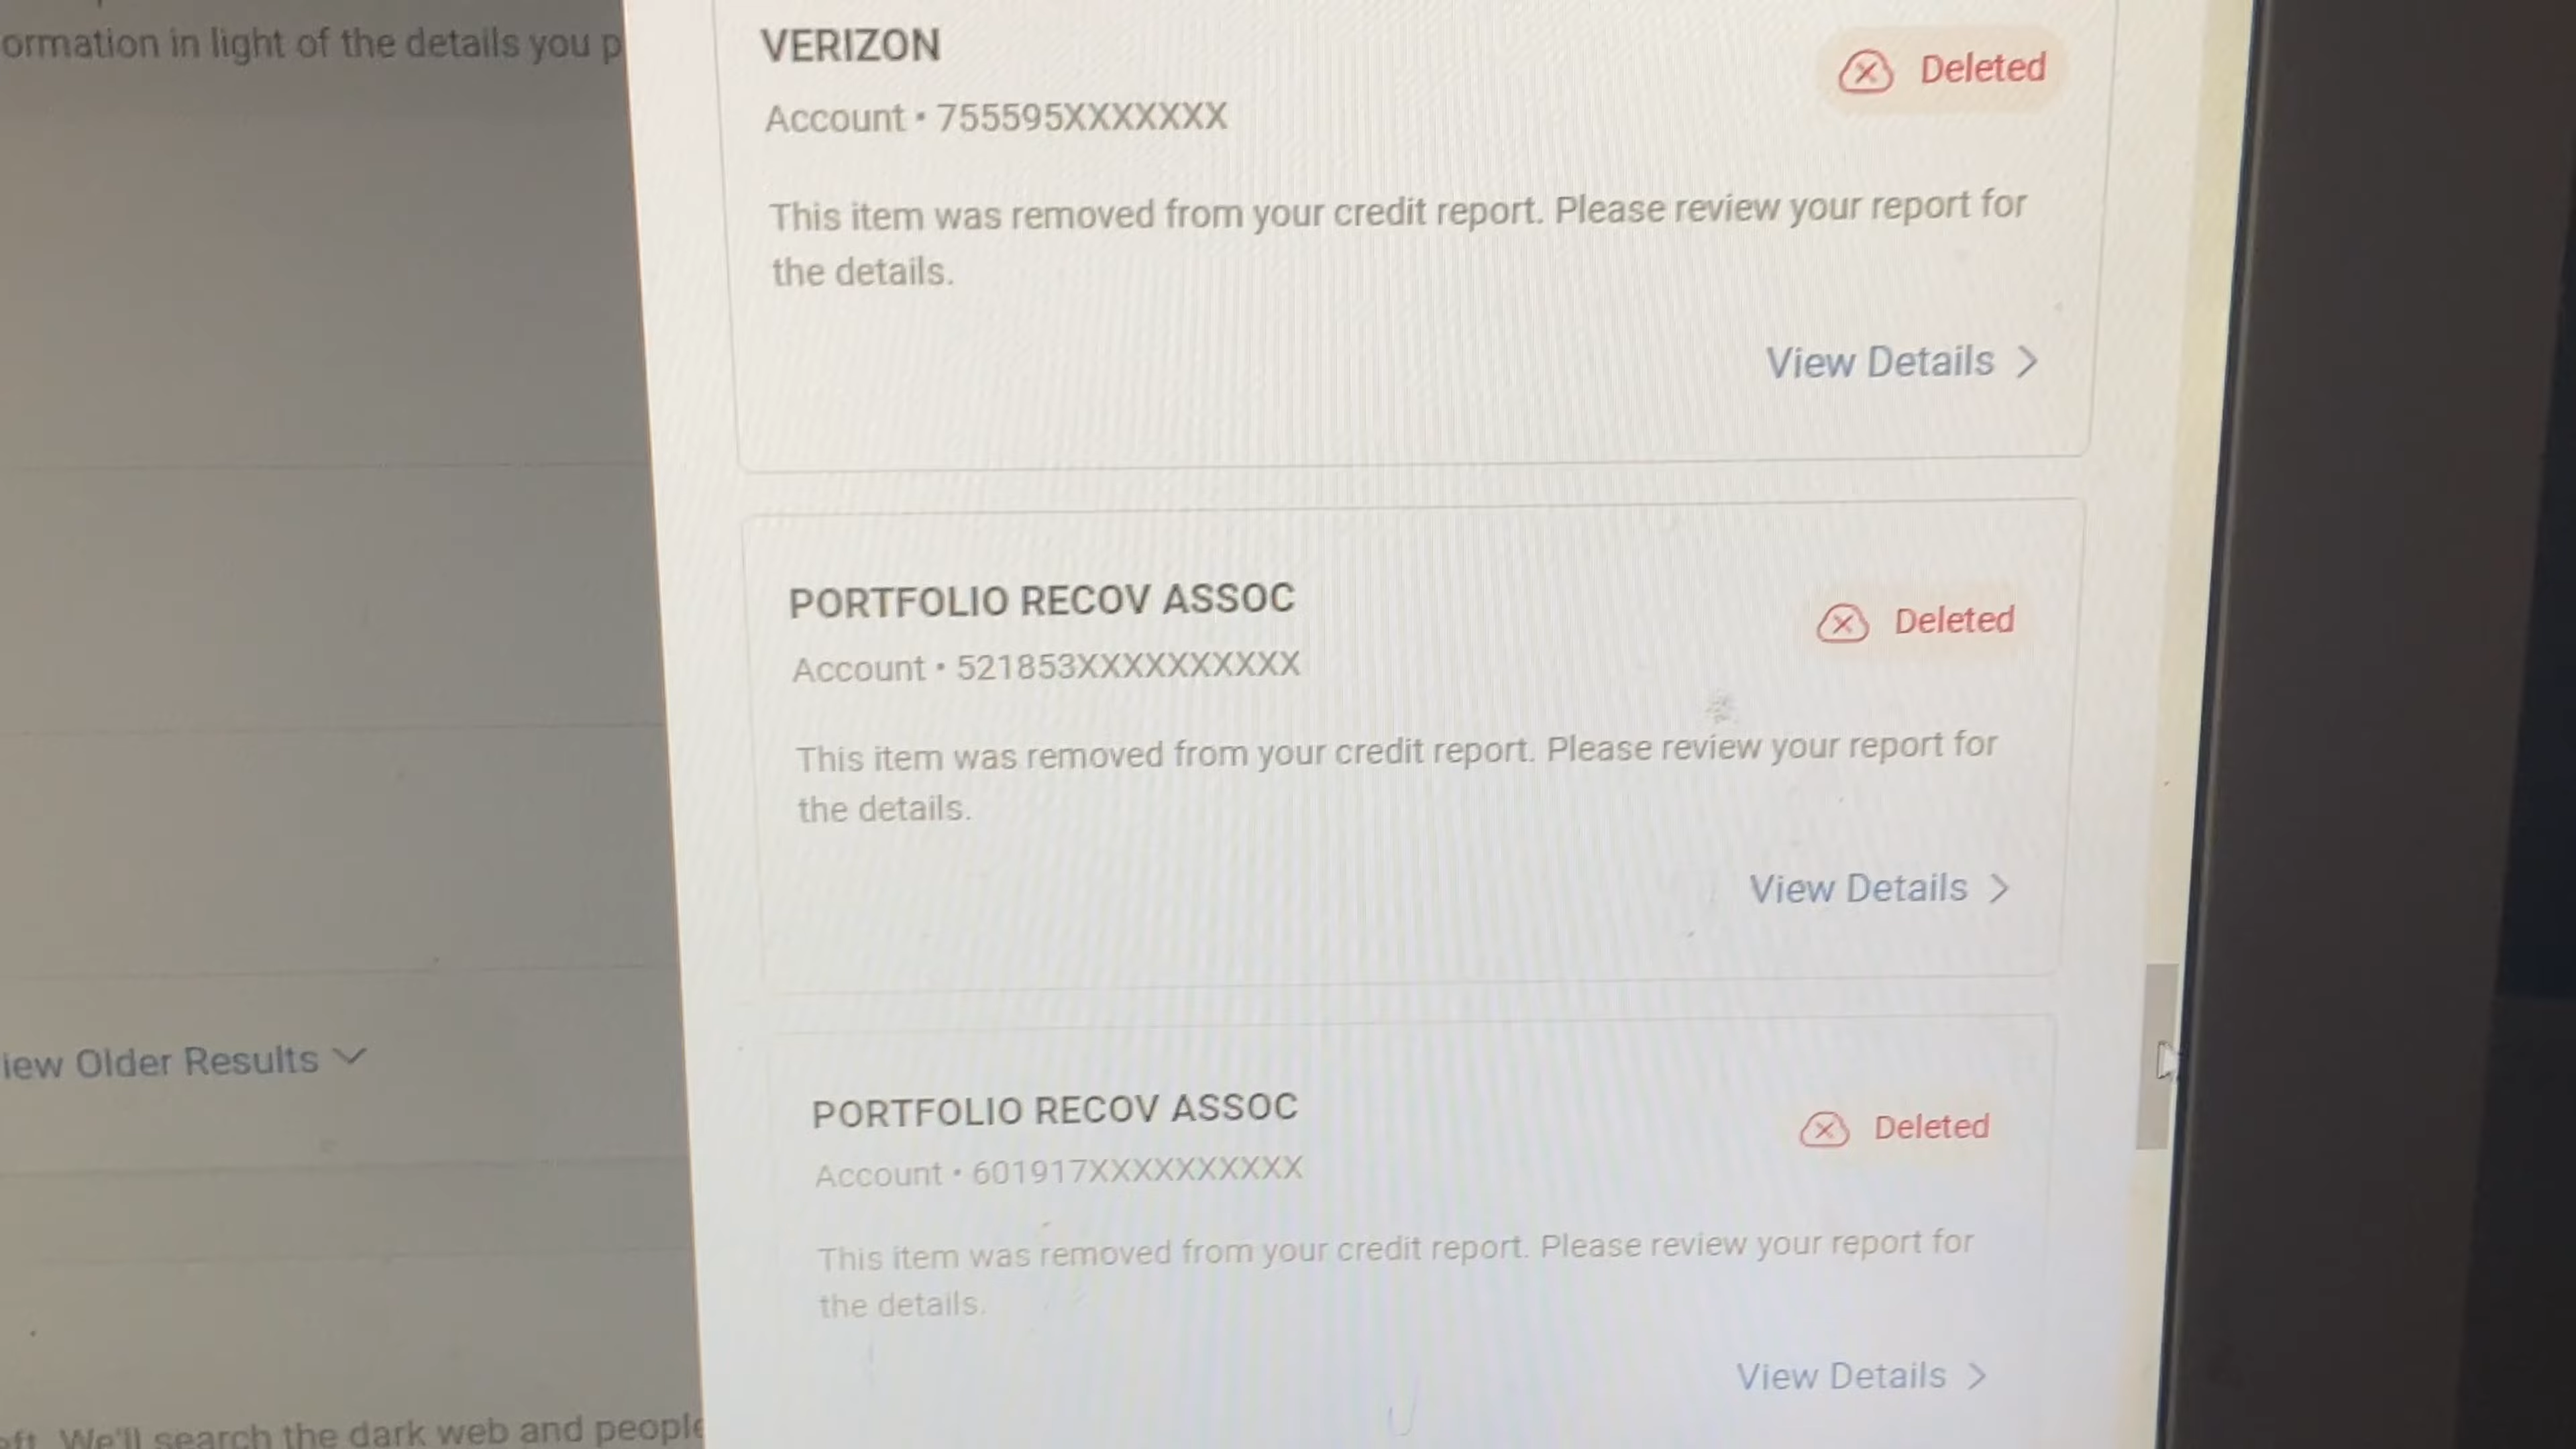 ormation in light of the details you p
VERIZON
Deleted
Account • 755595XXXXXXX
This item was removed from your credit report. Please review your report for
the details.
View Details
PORTFOLIO RECOV ASSOC
Deleted
Account • 521853XXXXXXXXXX
This item was removed from your credit report. Please review your report for
the details.
View Details
iew Older Results
PORTFOLIO RECOV ASSOC
Deleted
Account • 601917XXXXXXXXXX
This item was removed from your credit report. Please review your report for
the details.
View Details
eft. We'll search the dark web and people